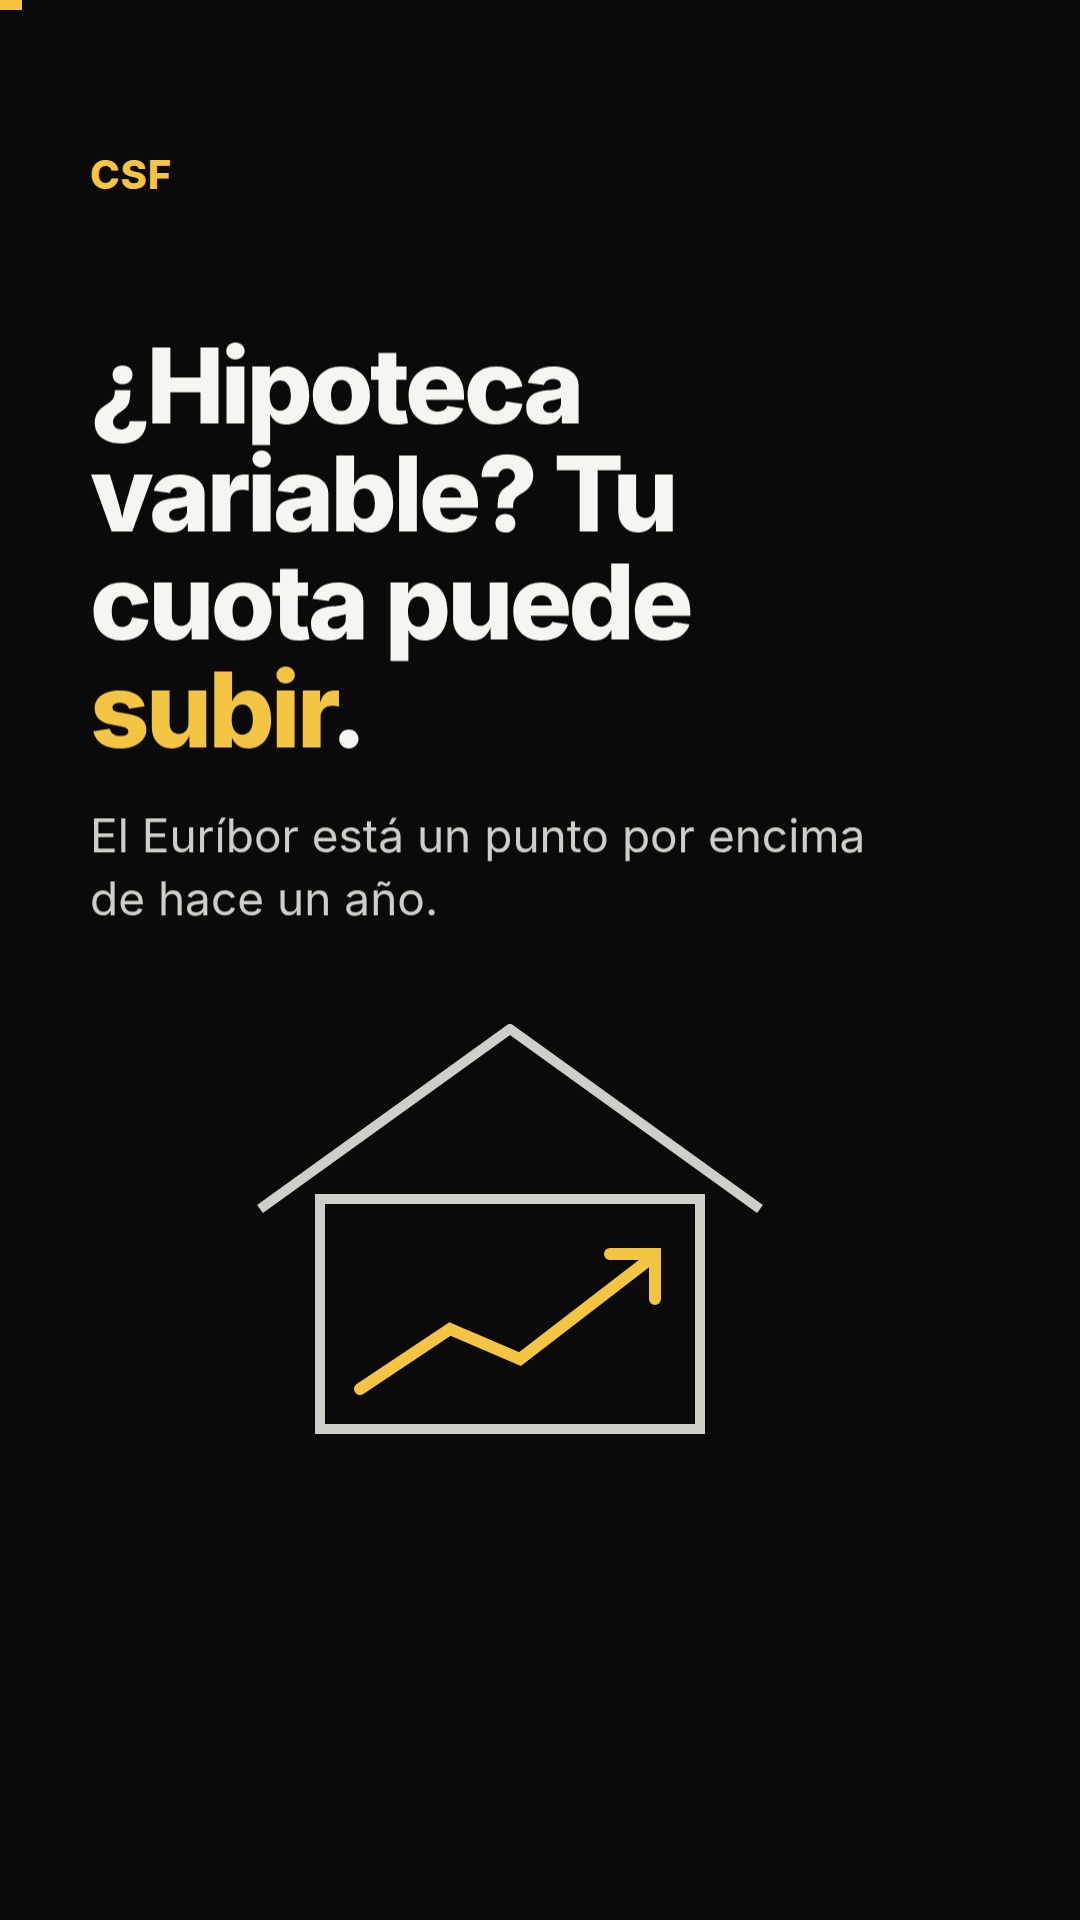 CSF
¿Hipoteca
variable? Tu
cuota puede
subir.
El Euríbor está un punto por encima
de hace un año.